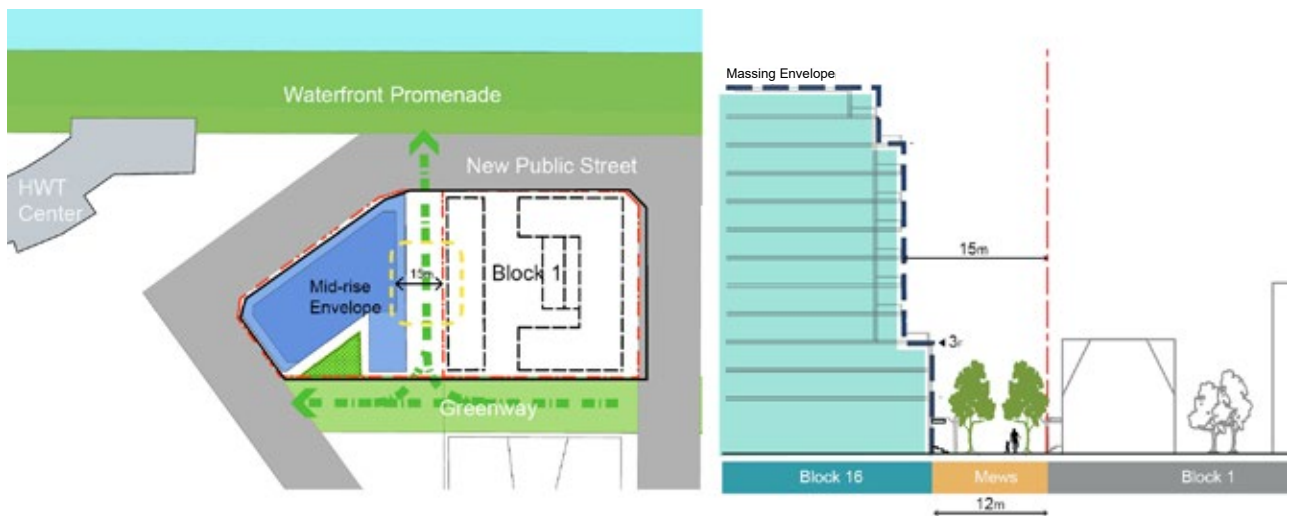 Waterfront Promenade
New Public Street
HWT
Center
15m
Block 1
Mid-rise
Envelope
Greenway
Massing Envelope
15m
Block 16
Mews
Block 1
12m